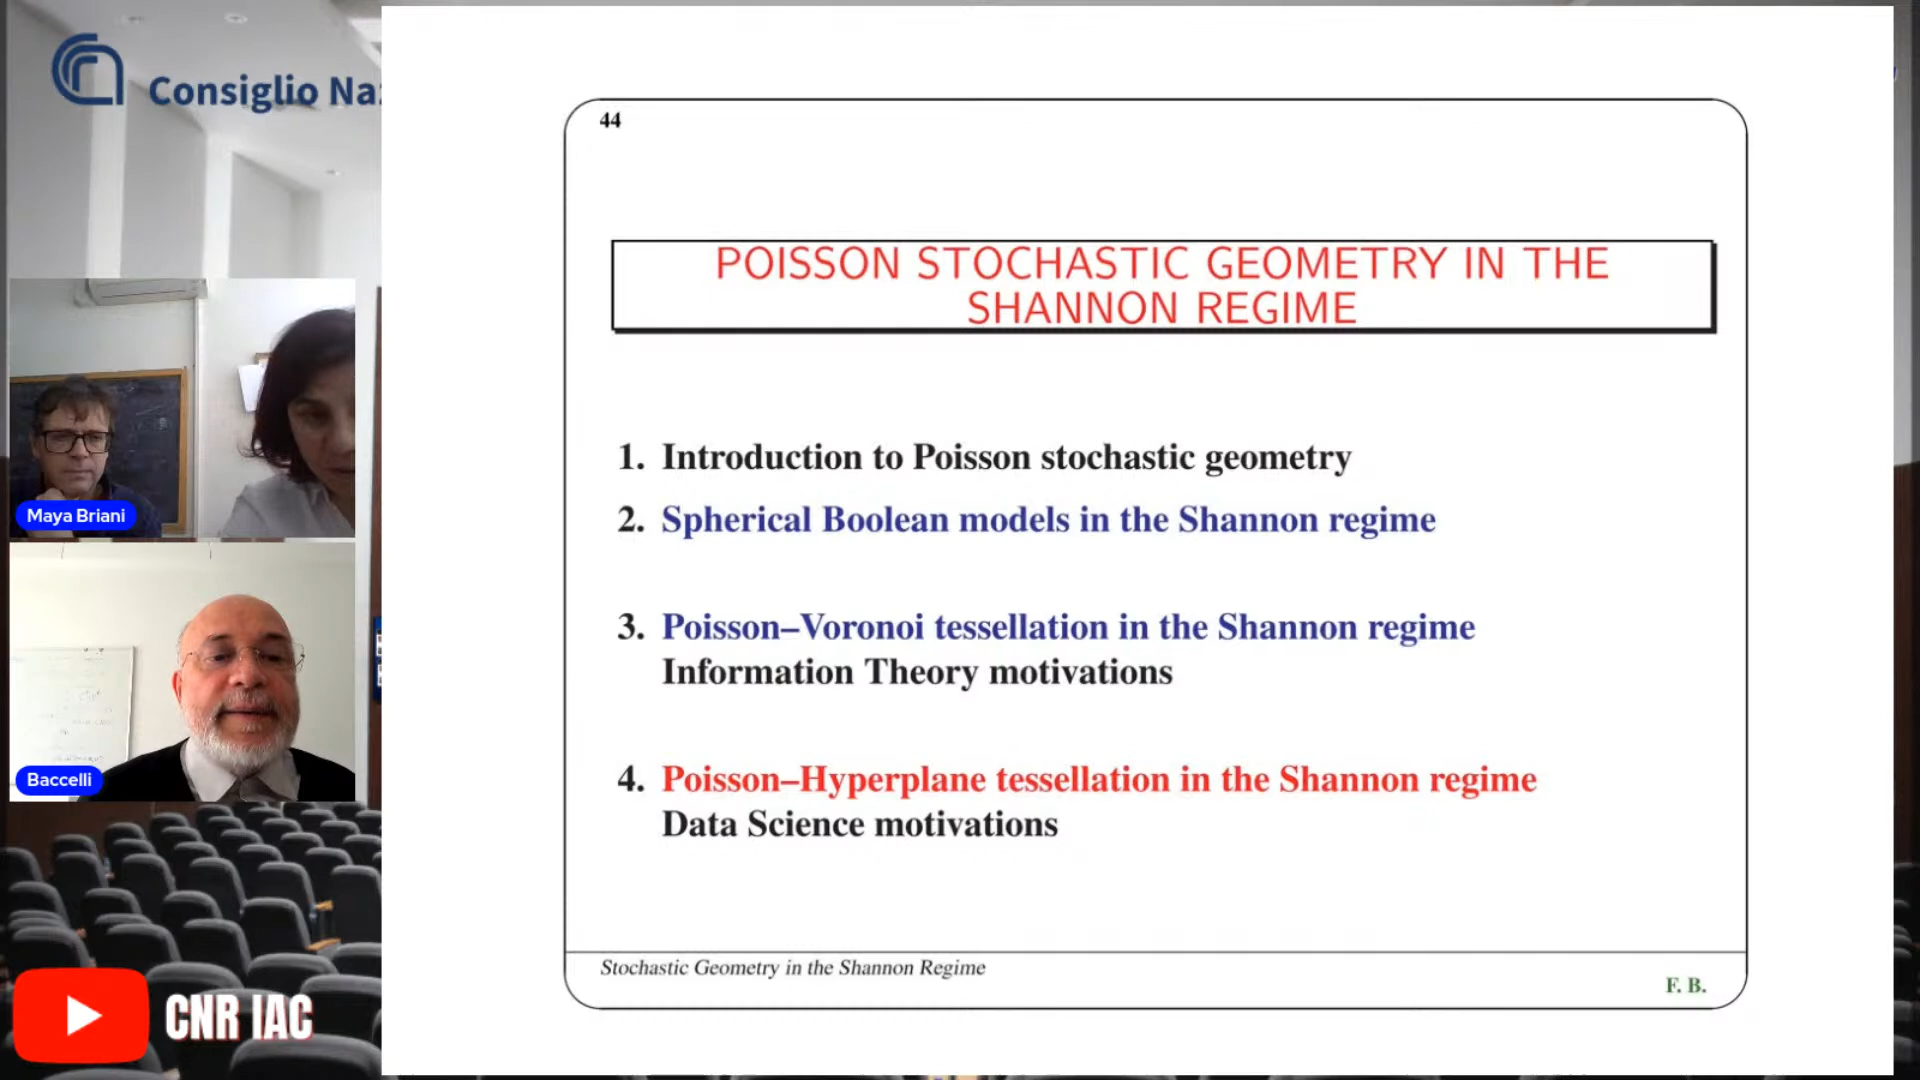 Consiglio Na
44
POISSON STOCHASTIC GEOMETRY IN THE
SHANNON REGIME
1. Introduction to Poisson stochastic geometry
2. Spherical Boolean models in the Shannon regime
3. Poisson–Voronoi tessellation in the Shannon regime
Information Theory motivations
4. Poisson–Hyperplane tessellation in the Shannon regime
Data Science motivations
Stochastic Geometry in the Shannon Regime
F. B.
Maya Briani
Baccelli
CNR IAC